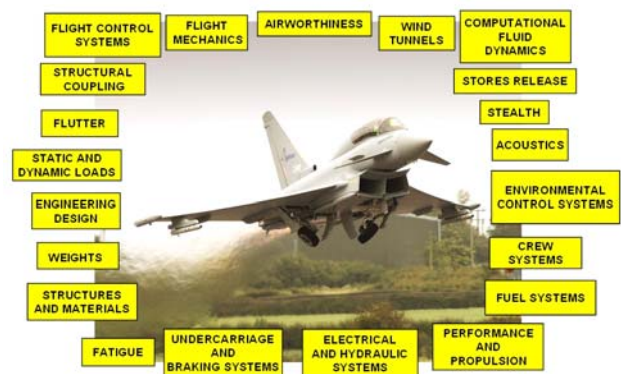 FLIGHT CONTROL
SYSTEMS
FLIGHT
MECHANICS
AIRWORTHINESS
WIND
TUNNELS
COMPUTATIONAL
FLUID
DYNAMICS
STRUCTURAL
COUPLING
STORES RELEASE
FLUTTER
STEALTH
ACOUSTICS
STATIC AND
DYNAMIC LOADS
ENVIRONMENTAL
CONTROL SYSTEMS
ENGINEERING
DESIGN
WEIGHTS
CREW
SYSTEMS
STRUCTURES
AND MATERIALS
FUEL SYSTEMS
FATIGUE
UNDERCARRIAGE
AND
BRAKING SYSTEMS
ELECTRICAL
AND HYDRAULIC
SYSTEMS
PERFORMANCE
AND
PROPULSION